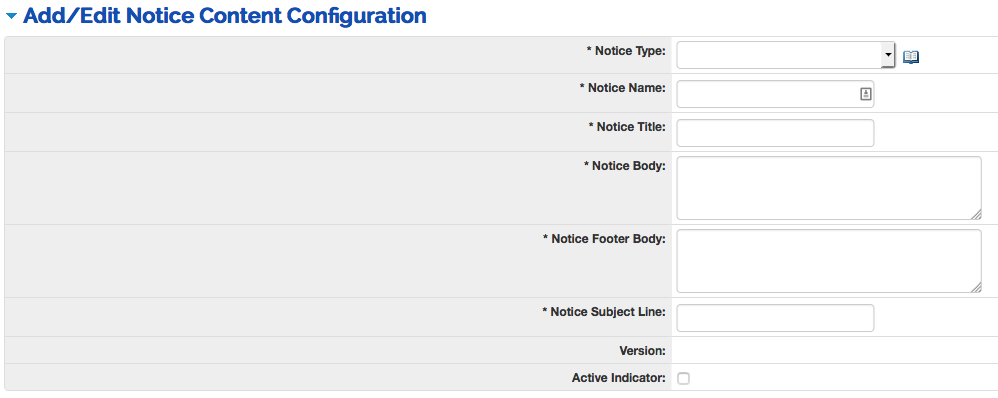 Add/Edit Notice Content Configuration
* Notice Type:
* Notice Name:
* Notice Title:
* Notice Body:
* Notice Footer Body:
* Notice Subject Line:
Version:
Active Indicator: